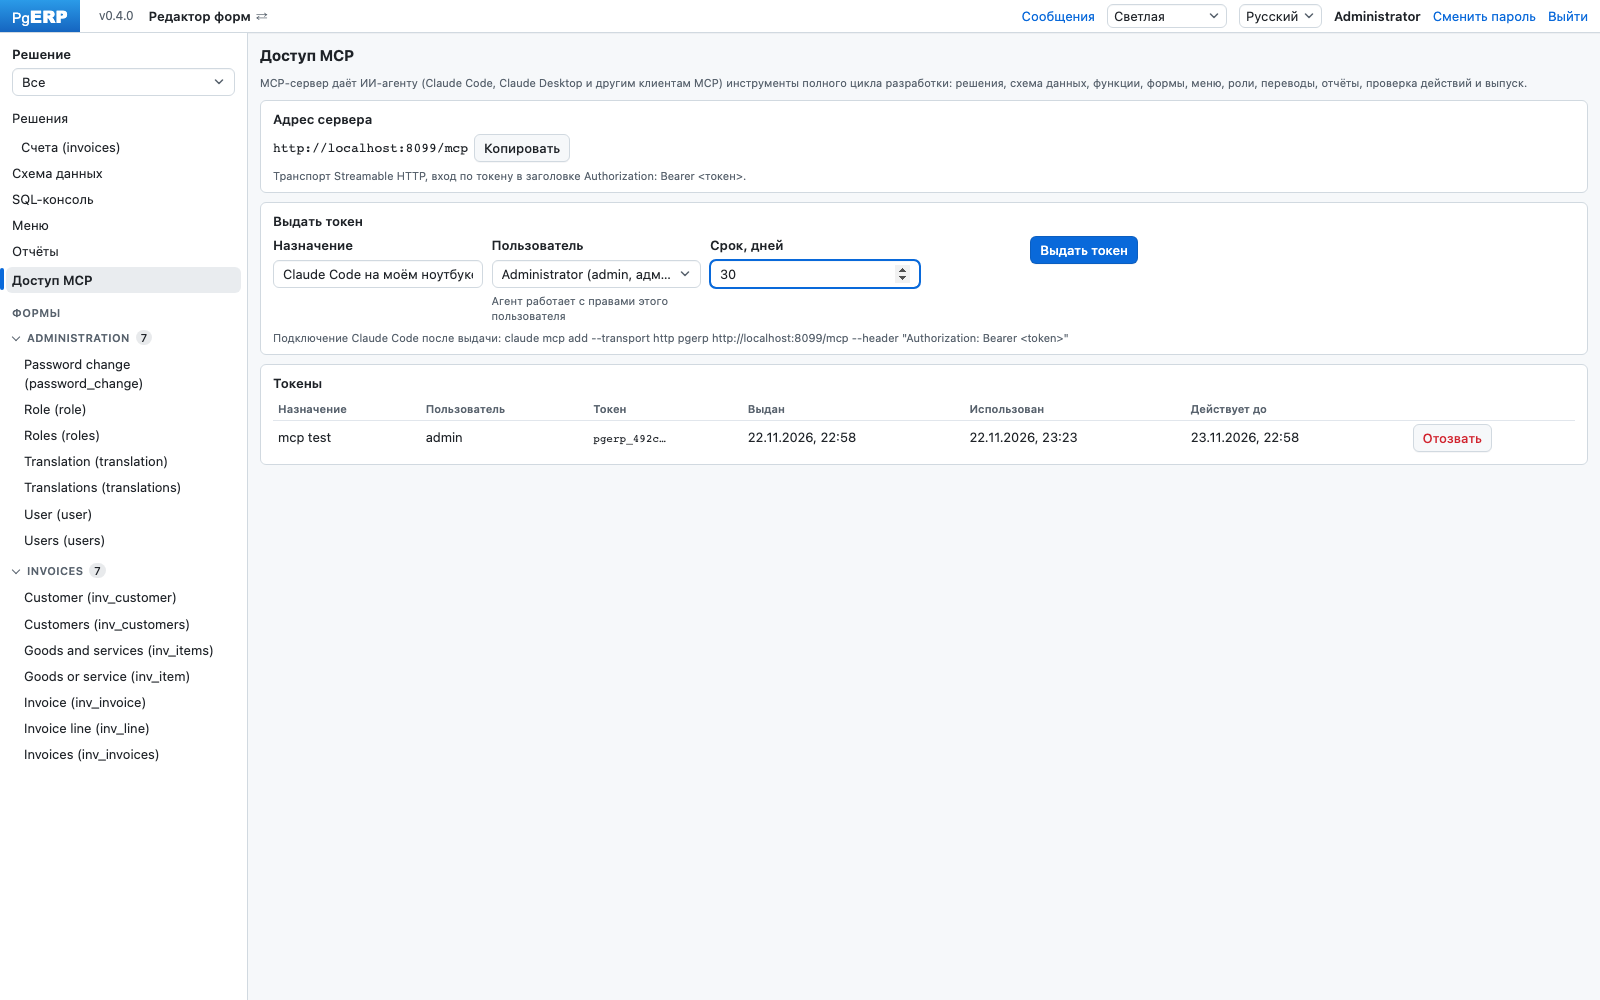 PgERP v0.4.0 Редактор форм ⇄ Сообщения Светлая Русский Administrator Сменить пароль Выйти
Решение
Все
Решения
Счета (invoices)
Схема данных
SQL-консоль
Меню
Отчёты
Доступ MCP
ФОРМЫ
ADMINISTRATION 7
Password change
(password_change)
Role (role)
Roles (roles)
Translation (translation)
Translations (translations)
User (user)
Users (users)
INVOICES 7
Customer (inv_customer)
Customers (inv_customers)
Goods and services (inv_items)
Goods or service (inv_item)
Invoice (inv_invoice)
Invoice line (inv_line)
Invoices (inv_invoices)
Доступ MCP
MCP-сервер даёт ИИ-агенту (Claude Code, Claude Desktop и другим клиентам MCP) инструменты полного цикла разработки: решения, схема данных, функции, формы, меню, роли, переводы, отчёты, проверка действий и выпуск.
Адрес сервера
http://localhost:8099/mcp Копировать
Транспорт Streamable HTTP, вход по токену в заголовке Authorization: Bearer <токен>.
Выдать токен
Назначение Пользователь Срок, дней
Claude Code на моём ноутбук Administrator (admin, адм... 30 Выдать токен
Агент работает с правами этого
пользователя
Подключение Claude Code после выдачи: claude mcp add --transport http pgerp http://localhost:8099/mcp --header "Authorization: Bearer <token>"
Токены
Назначение Пользователь Токен Выдан Использован Действует до
mcp test admin pgerp_492c… 22.11.2026, 22:58 22.11.2026, 23:23 23.11.2026, 22:58 Отозвать